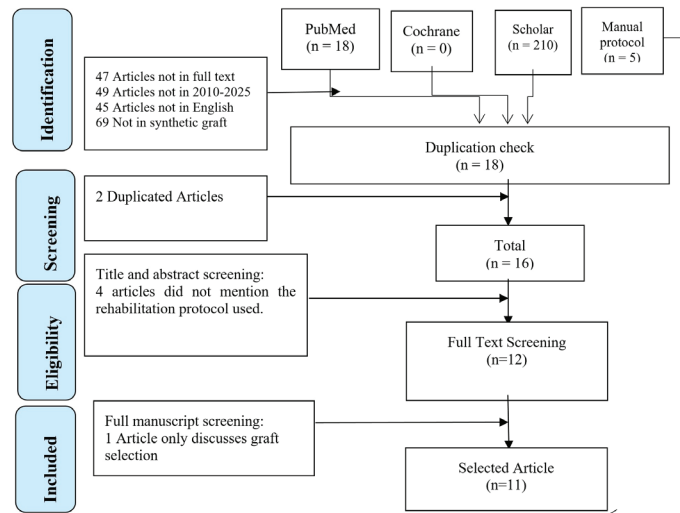 PubMed
(n = 18)
Cochrane
(n = 0)
Scholar
(n = 210)
Manual
protocol
(n = 5)
Identification
47 Articles not in full text
49 Articles not in 2010-2025
45 Articles not in English
69 Not in synthetic graft
Duplication check
(n = 18)
Screening
2 Duplicated Articles
Total
(n = 16)
Eligibility
Title and abstract screening:
4 articles did not mention the
rehabilitation protocol used.
Full Text Screening
(n=12)
Included
Full manuscript screening:
1 Article only discusses graft
selection
Selected Article
(n=11)